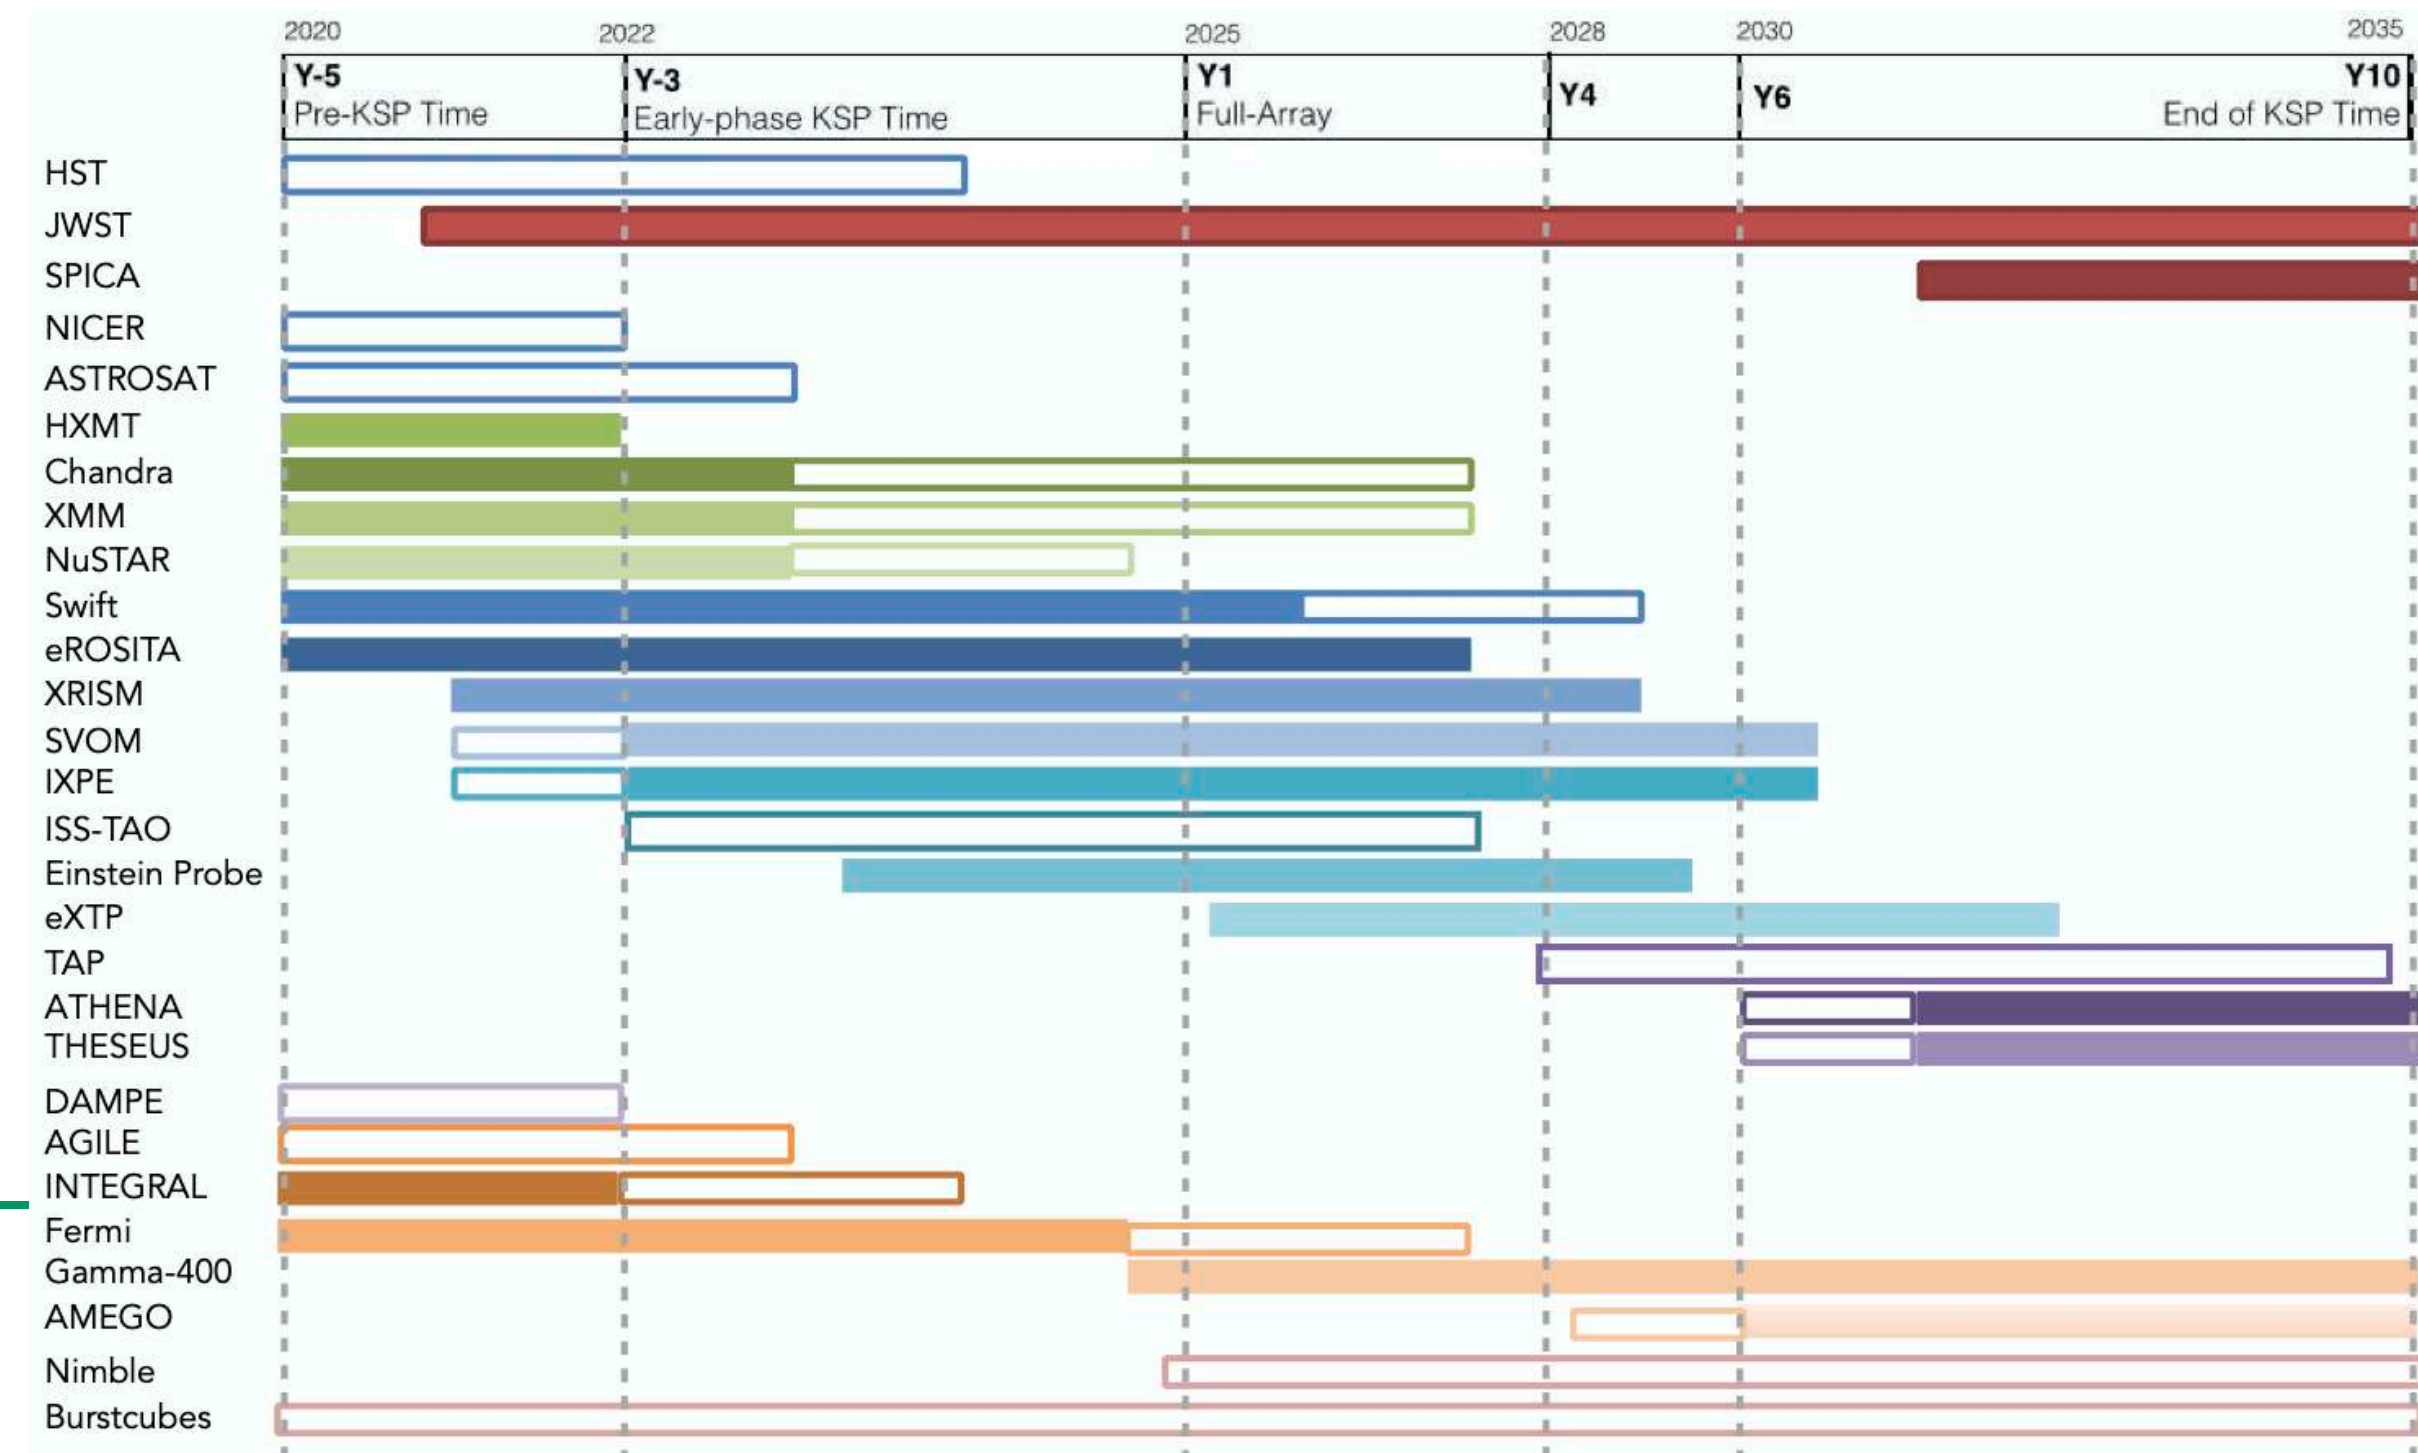 2020 2022 2025 2028 2030 2035
Y-5 Y-3 Y1 Y4 Y6 Y10
Pre-KSP Time Early-phase KSP Time Full-Array End of KSP Time
HST
JWST
SPICA
NICER
ASTROSAT
HXMT
Chandra
XMM
NuSTAR
Swift
eROSITA
XRISM
SVOM
IXPE
ISS-TAO
Einstein Probe
eXTP
TAP
ATHENA
THESEUS
DAMPE
AGILE
INTEGRAL
Fermi
Gamma-400
AMEGO
Nimble
Burstcubes